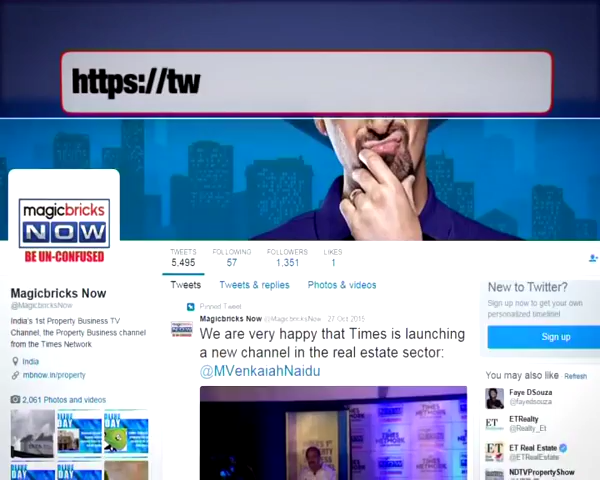 https://tw
magicbricks
NOW
BE UN-CONFUSED
TWEETS
5,495
FOLLOWING
57
FOLLOWERS
1,351
LIKES
1
Tweets
Tweets & replies
Photos & videos
Magicbricks Now
@MagicbricksNow
India's 1st Property Business TV
Channel, the Property Business channel
from the Times Network
India
mbnow.in/property
2,061 Photos and videos
Pinned Tweet
Magicbricks Now @MagicbricksNow · 27 Oct 2015
We are very happy that Times is launching
a new channel in the real estate sector:
@MVenkaiahNaidu
New to Twitter?
Sign up now to get your own
personalized timeline!
Sign up
You may also like · Refresh
Faye DSouza
@fayedsouza
ETRealty
@Realty_Et
ET Real Estate
@ETRealEstate
NDTVPropertyShow